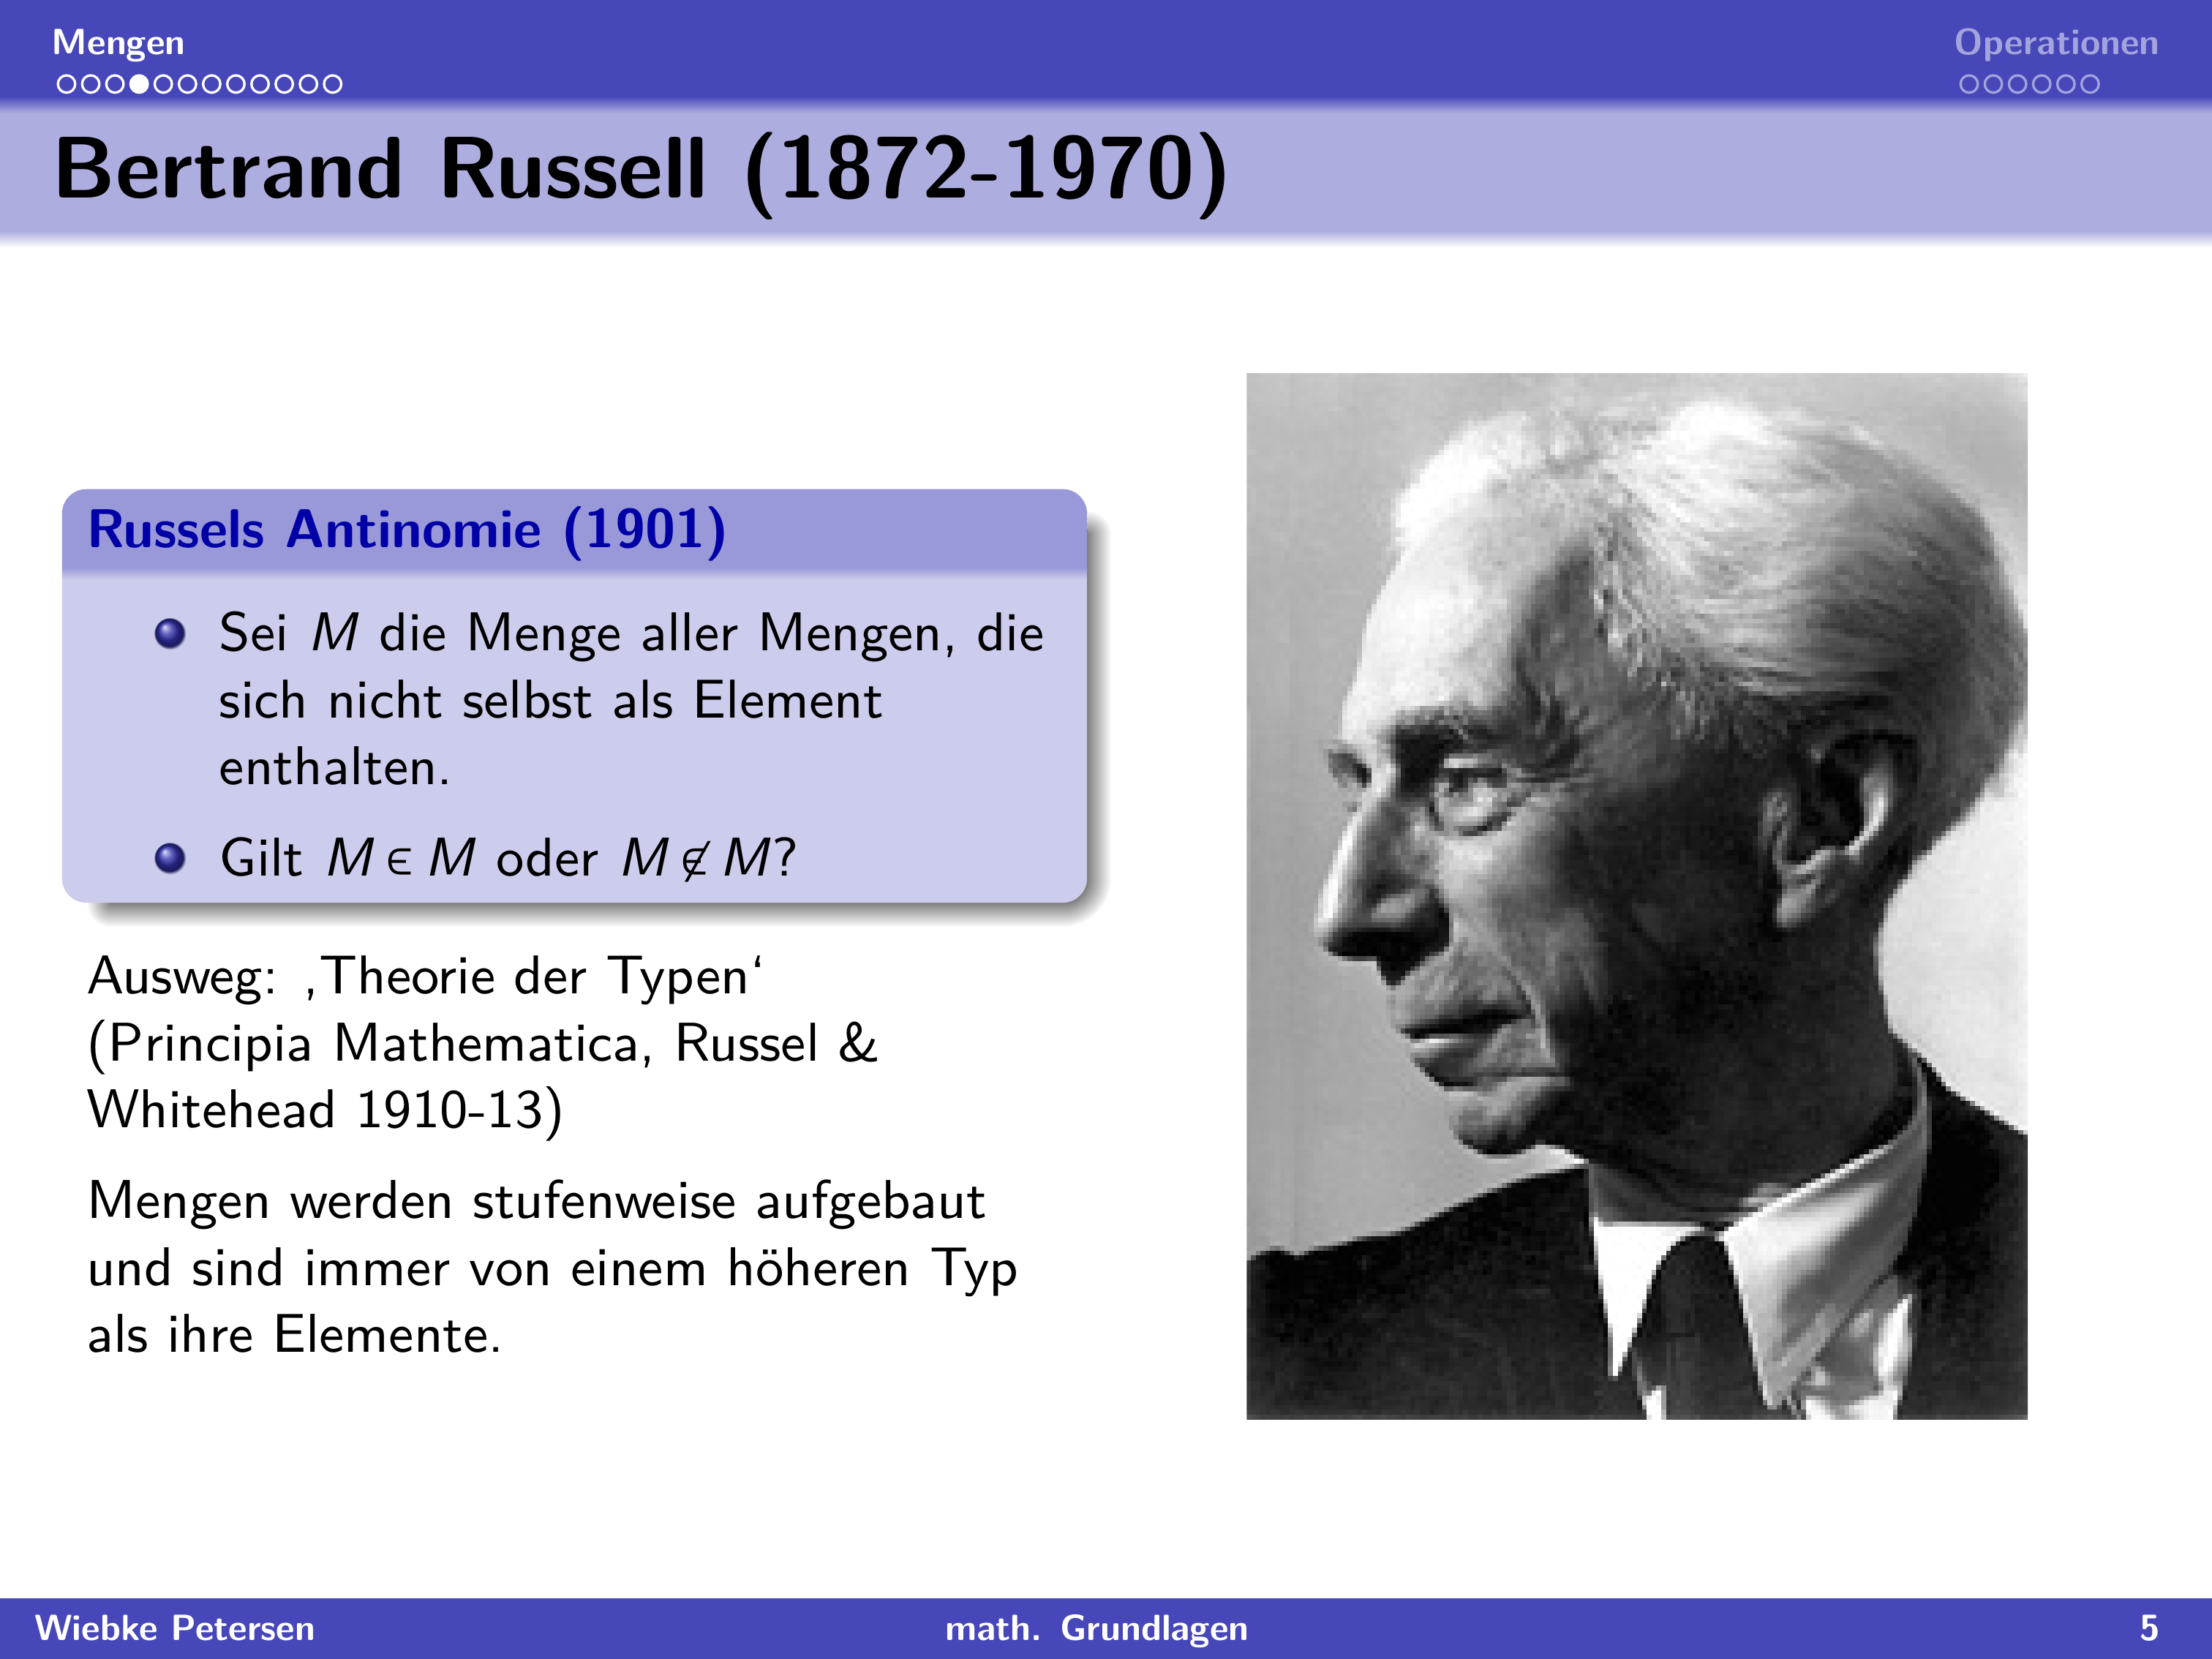 Mengen
Operationen
Bertrand Russell (1872-1970)
Russels Antinomie (1901)
Sei M die Menge aller Mengen, die
sich nicht selbst als Element
enthalten.
Gilt M ∈ M oder M ∉ M?
Ausweg: ‚Theorie der Typen‘
(Principia Mathematica, Russel &
Whitehead 1910-13)
Mengen werden stufenweise aufgebaut
und sind immer von einem höheren Typ
als ihre Elemente.
Wiebke Petersen
math. Grundlagen
5